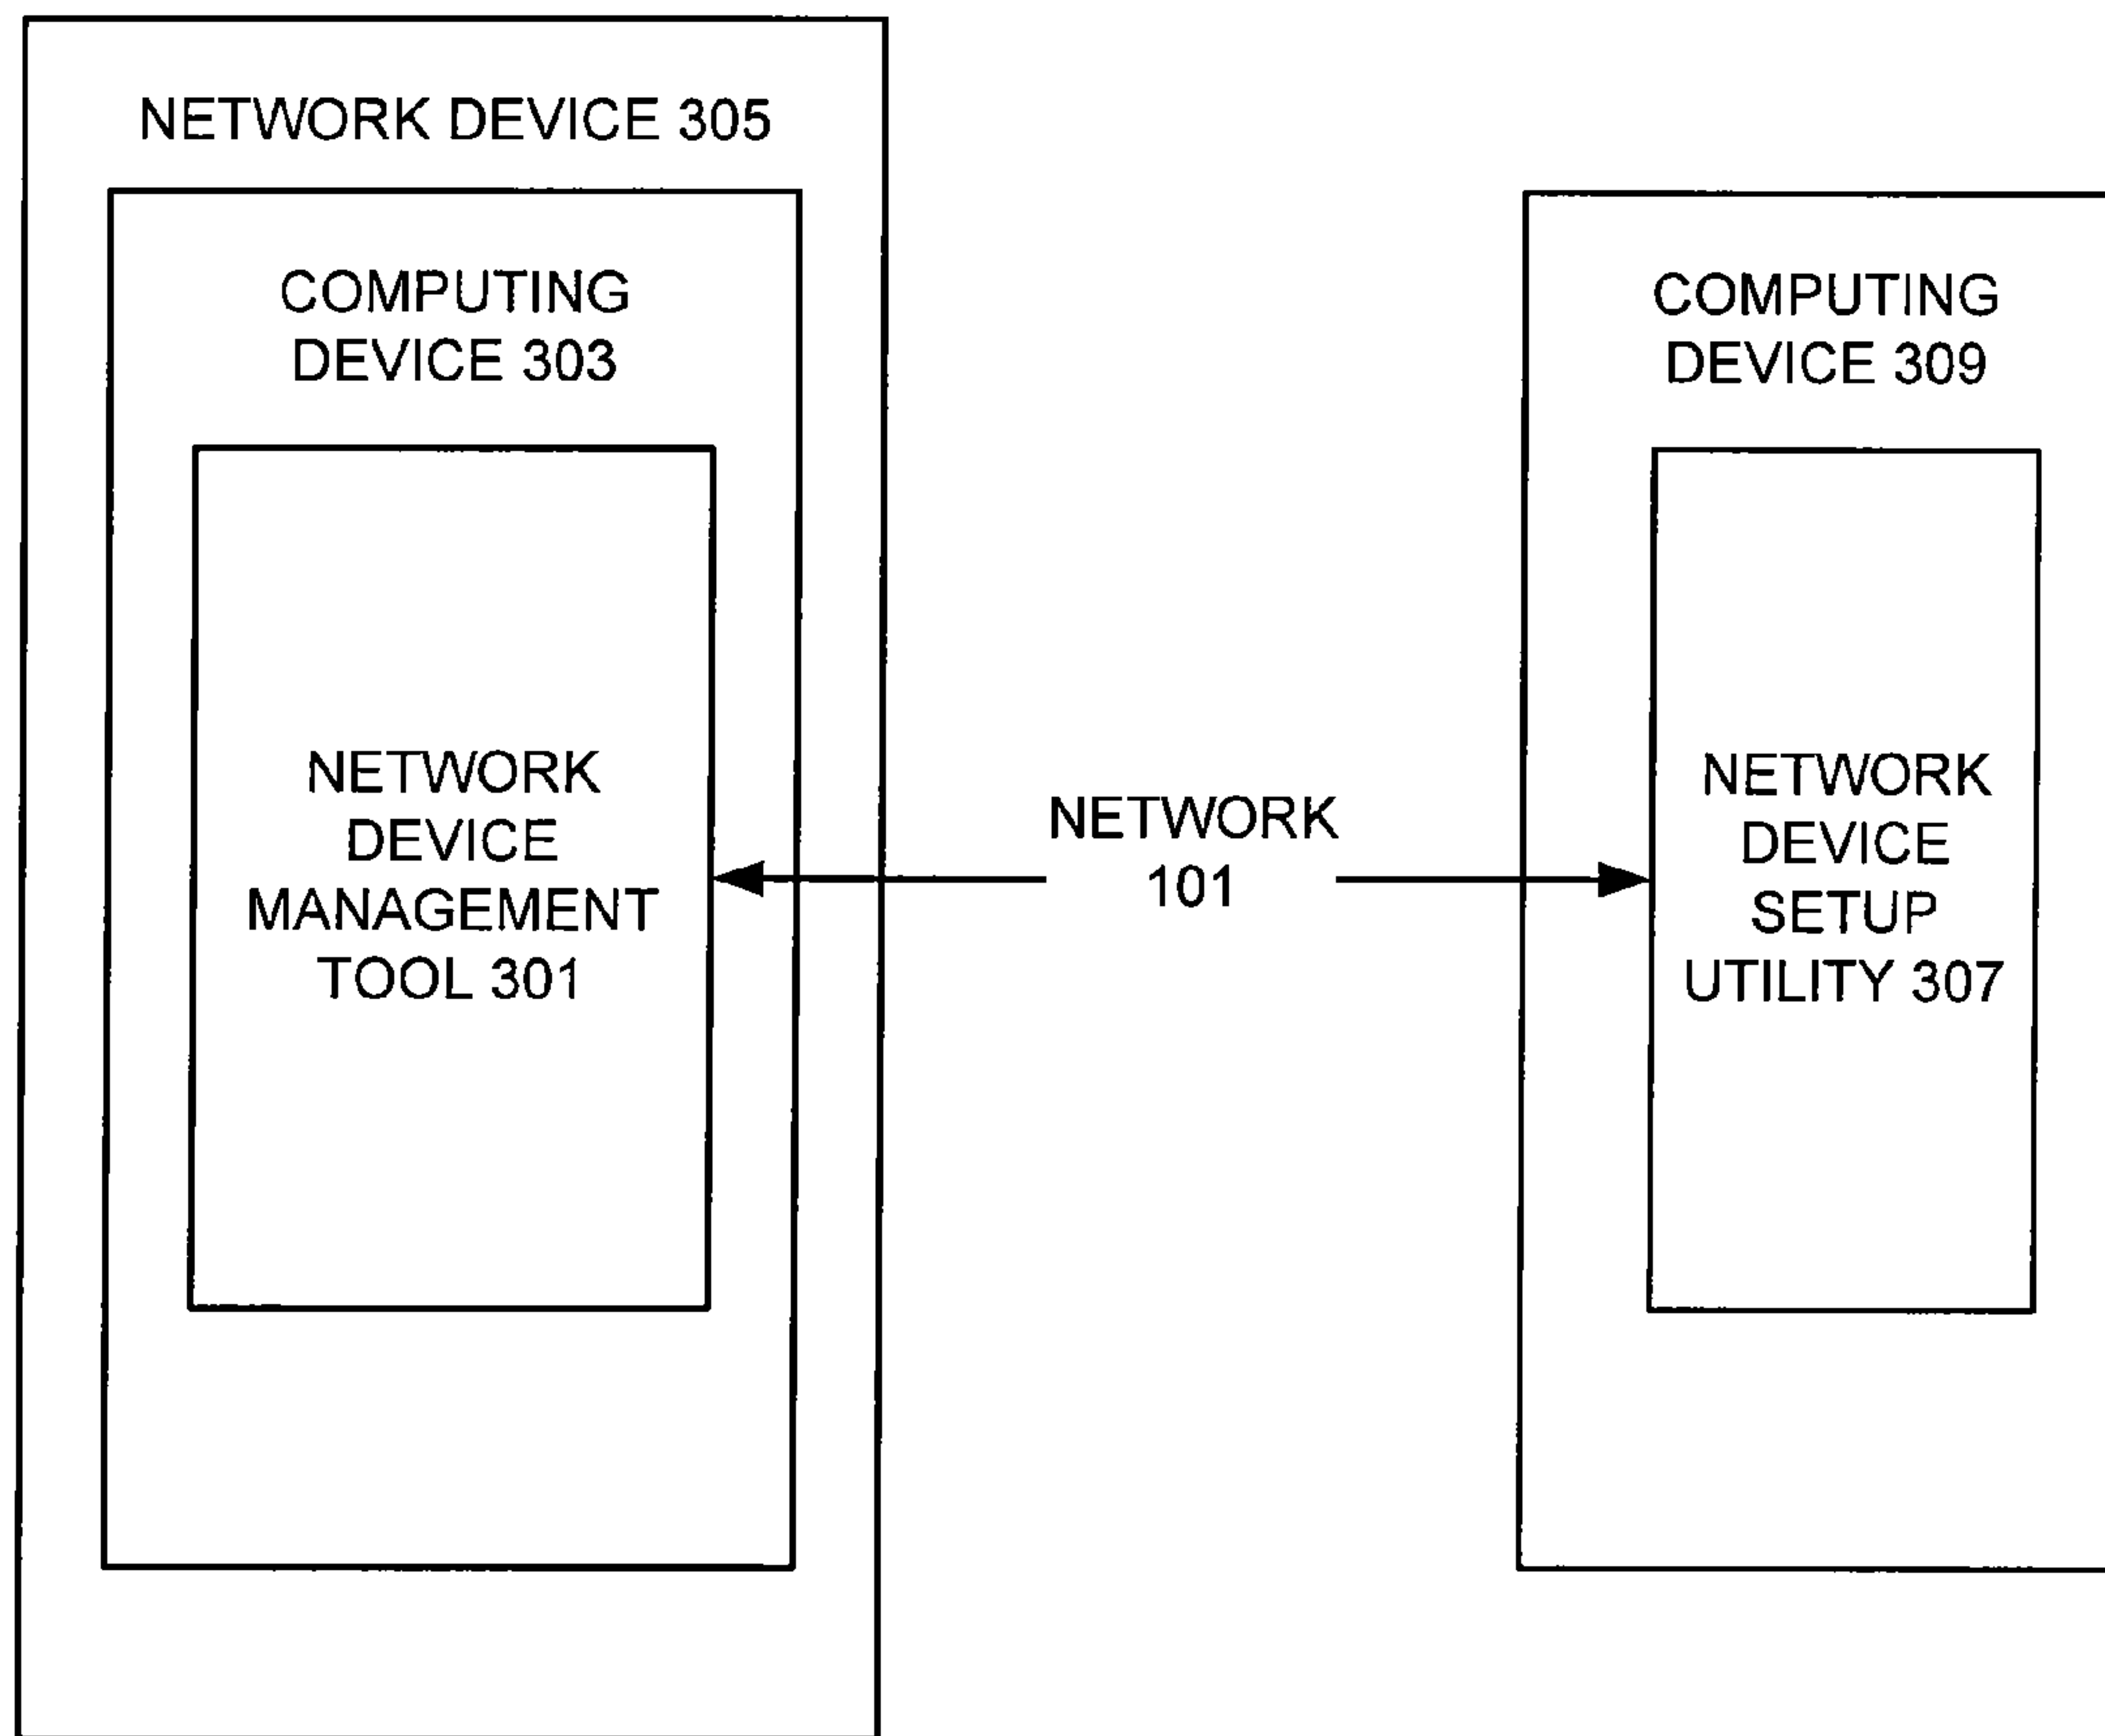 NETWORK DEVICE 305
COMPUTING
DEVICE 303
NETWORK
DEVICE
MANAGEMENT
TOOL 301
NETWORK
101
COMPUTING
DEVICE 309
NETWORK
DEVICE
SETUP
UTILITY 307